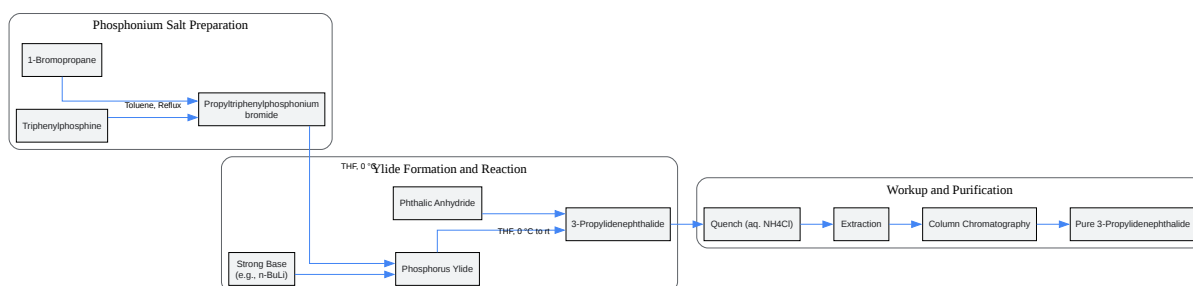 Phosphonium Salt Preparation
1-Bromopropane
Toluene, Reflux
Triphenylphosphine
Propyltriphenylphosphonium
bromide
THF, 0 °C
Ylide Formation and Reaction
Phthalic Anhydride
3-Propylidenephthalide
THF, 0 °C to rt
Strong Base
(e.g., n-BuLi)
Phosphorus Ylide
Workup and Purification
Quench (aq. NH4Cl)
Extraction
Column Chromatography
Pure 3-Propylidenephthalide